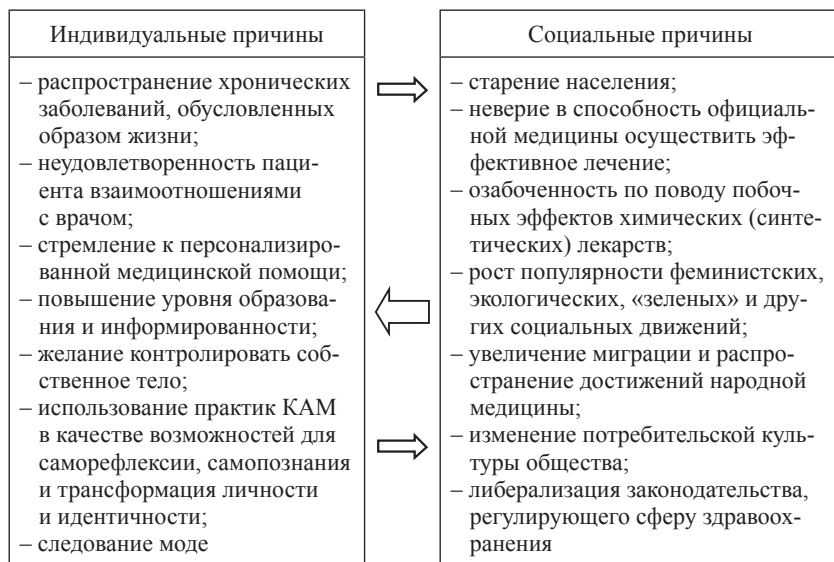 Индивидуальные причины
– распространение хронических
заболеваний, обусловленных
образом жизни;
– неудовлетворенность паци-
ента взаимоотношениями
с врачом;
– стремление к персонализиро-
ванной медицинской помощи;
– повышение уровня образова-
ния и информированности;
– желание контролировать соб-
ственное тело;
– использование практик КАМ
в качестве возможностей для
саморефлексии, самопознания
и трансформация личности
и идентичности;
– следование моде
Социальные причины
– старение населения;
– неверие в способность официаль-
ной медицины осуществить эф-
фективное лечение;
– озабоченность по поводу побоч-
ных эффектов химических (синте-
тических) лекарств;
– рост популярности феминистских,
экологических, «зеленых» и дру-
гих социальных движений;
– увеличение миграции и распро-
странение достижений народной
медицины;
– изменение потребительской куль-
туры общества;
– либерализация законодательства,
регулирующего сферу здравоох-
ранения